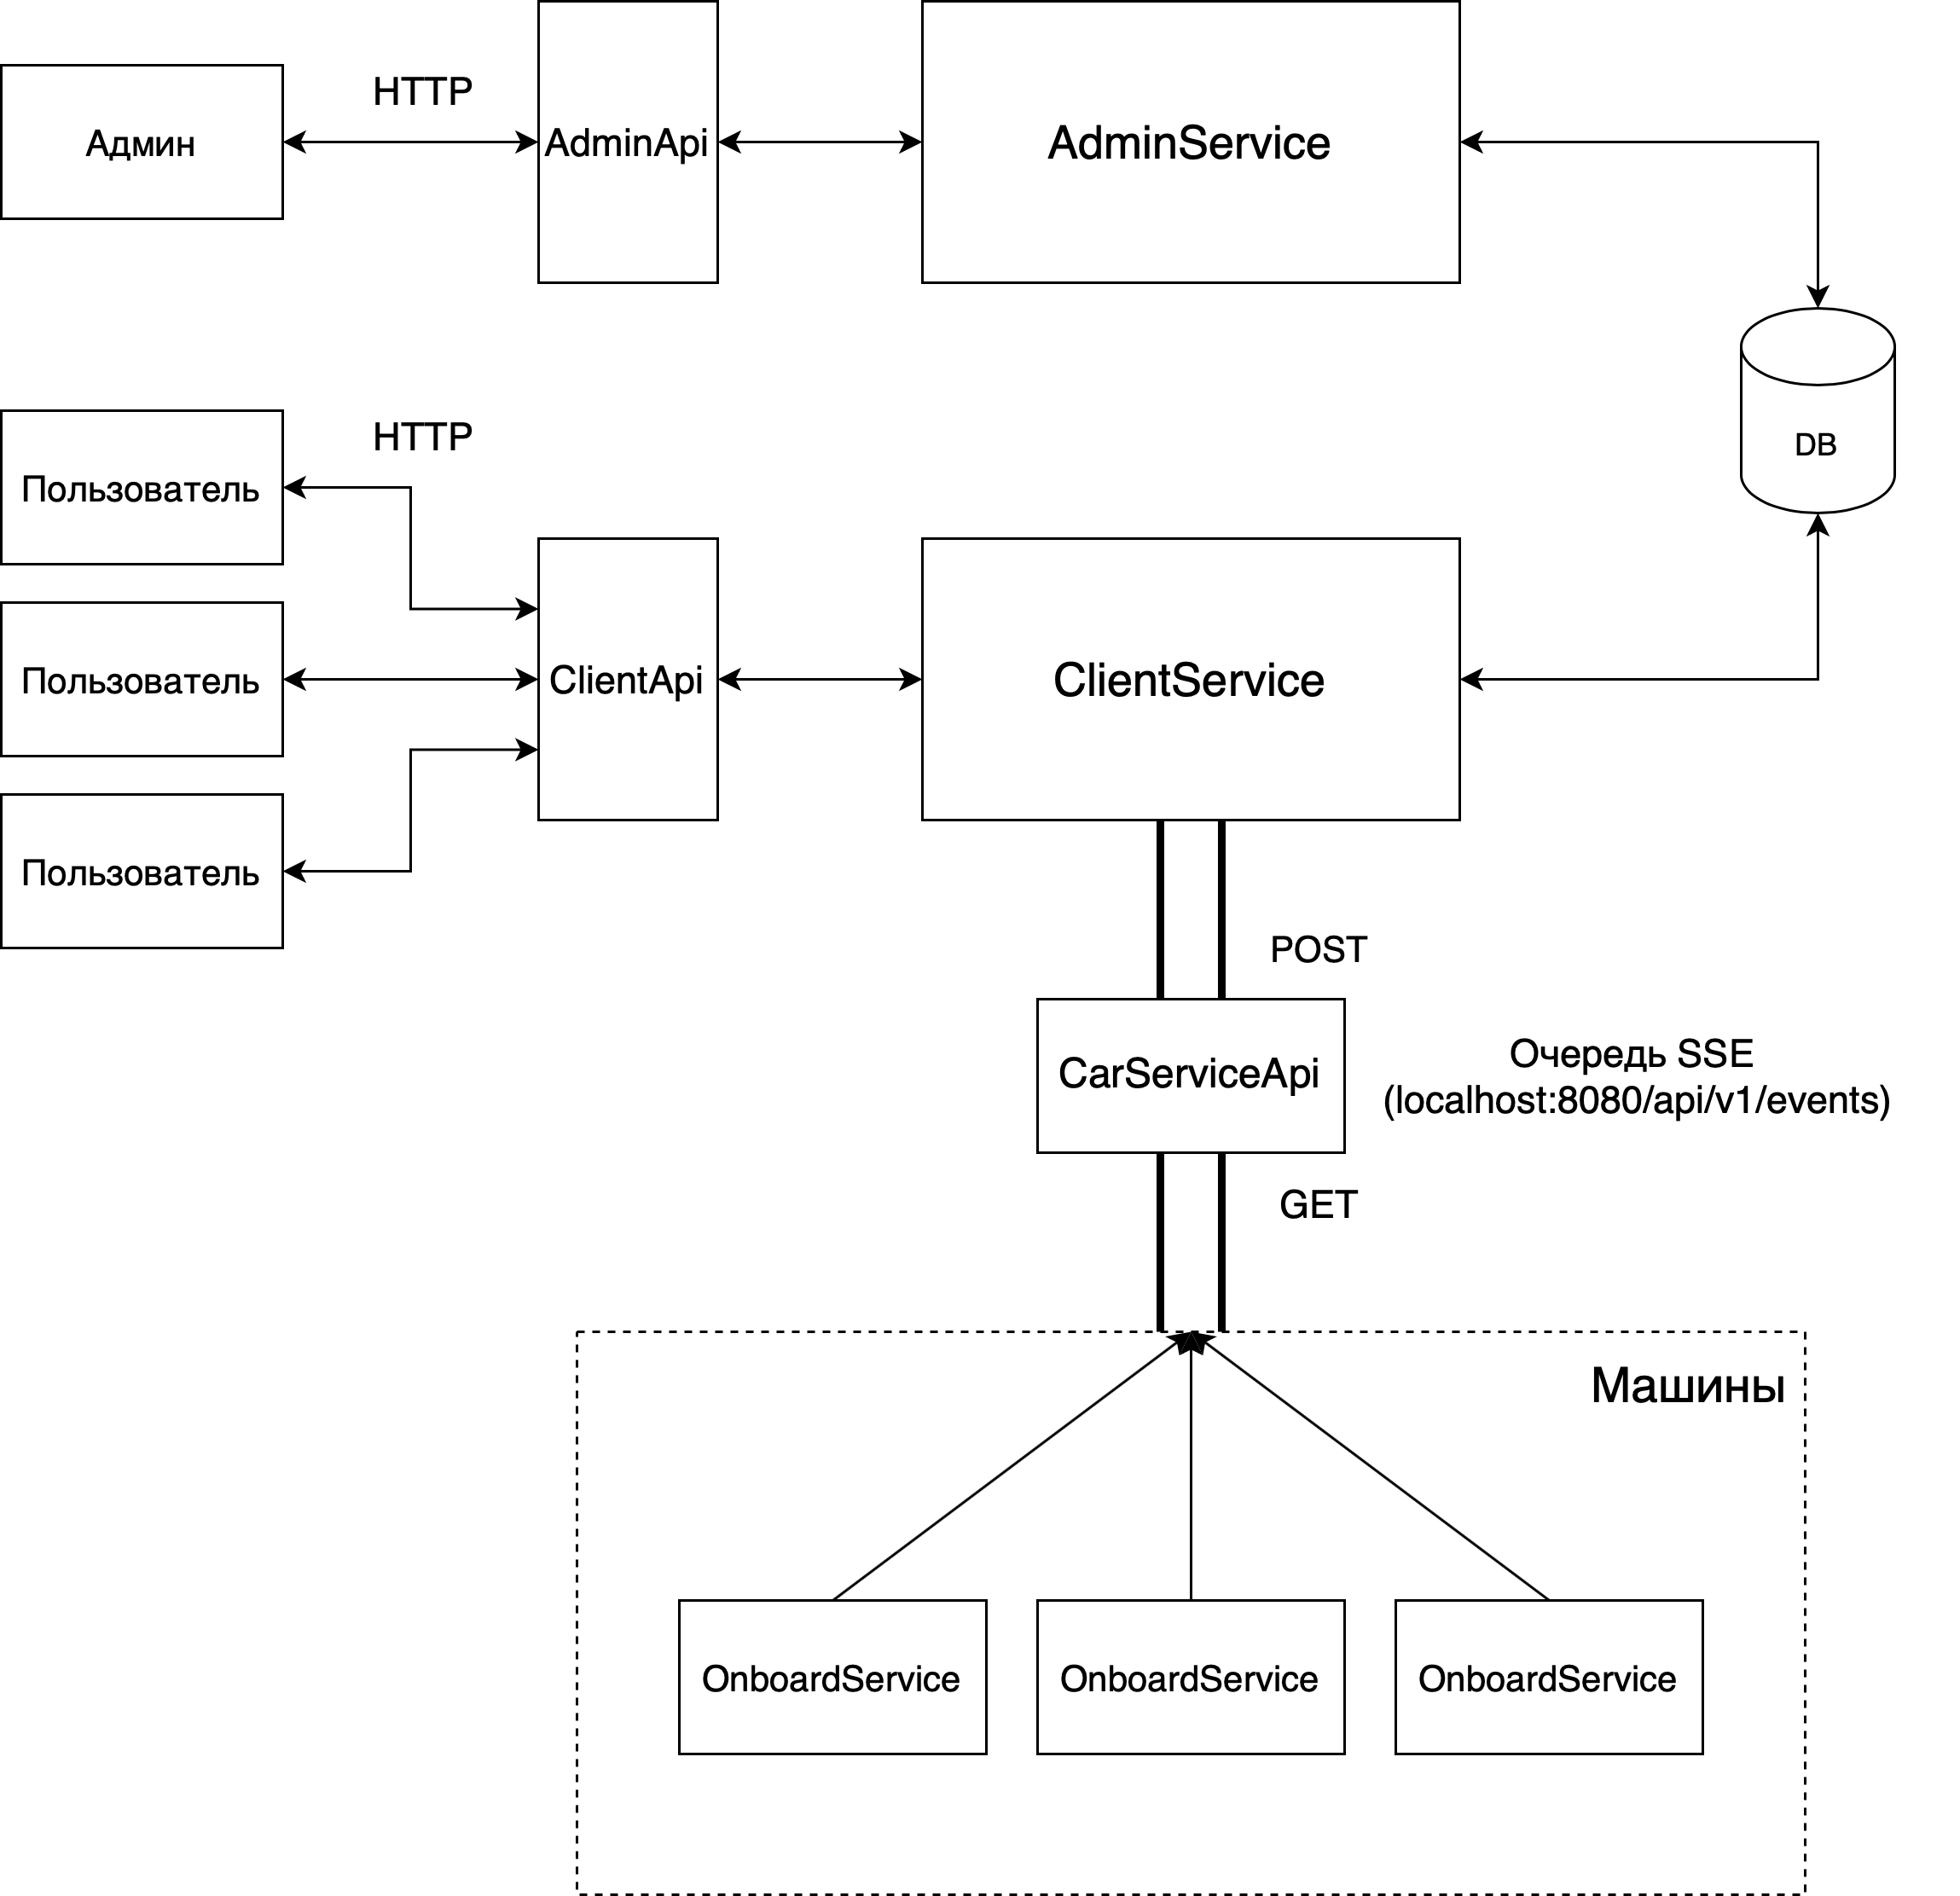 HTTP
Админ
AdminApi
AdminService
HTTP
DB
Пользователь
Пользователь
ClientApi
ClientService
Пользователь
POST
CarServiceApi
Очередь SSE
(localhost:8080/api/v1/events)
GET
Машины
OnboardService
OnboardService
OnboardService